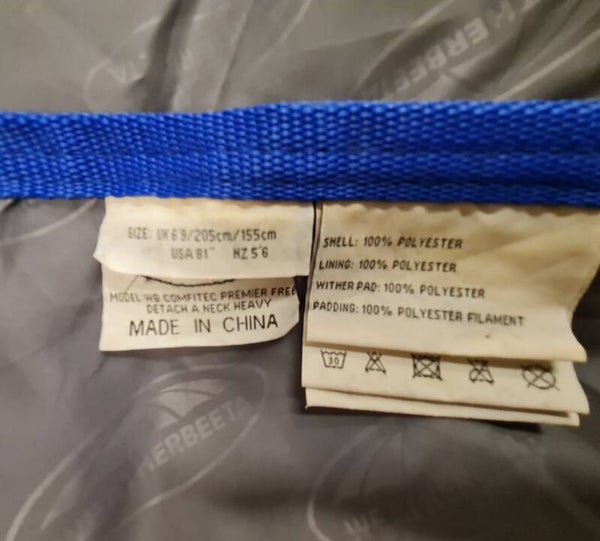 SIZE: UK 6'9/205cm/155cm
USA 81" NZ 5'6
MODEL WB COMFITEC PREMIER FREE
DETACH A NECK HEAVY
MADE IN CHINA
SHELL: 100% POLYESTER
LINING: 100% POLYESTER
WITHER PAD: 100% POLYESTER
PADDING: 100% POLYESTER FILAMENT
30
KERBEETA
HERBEETA